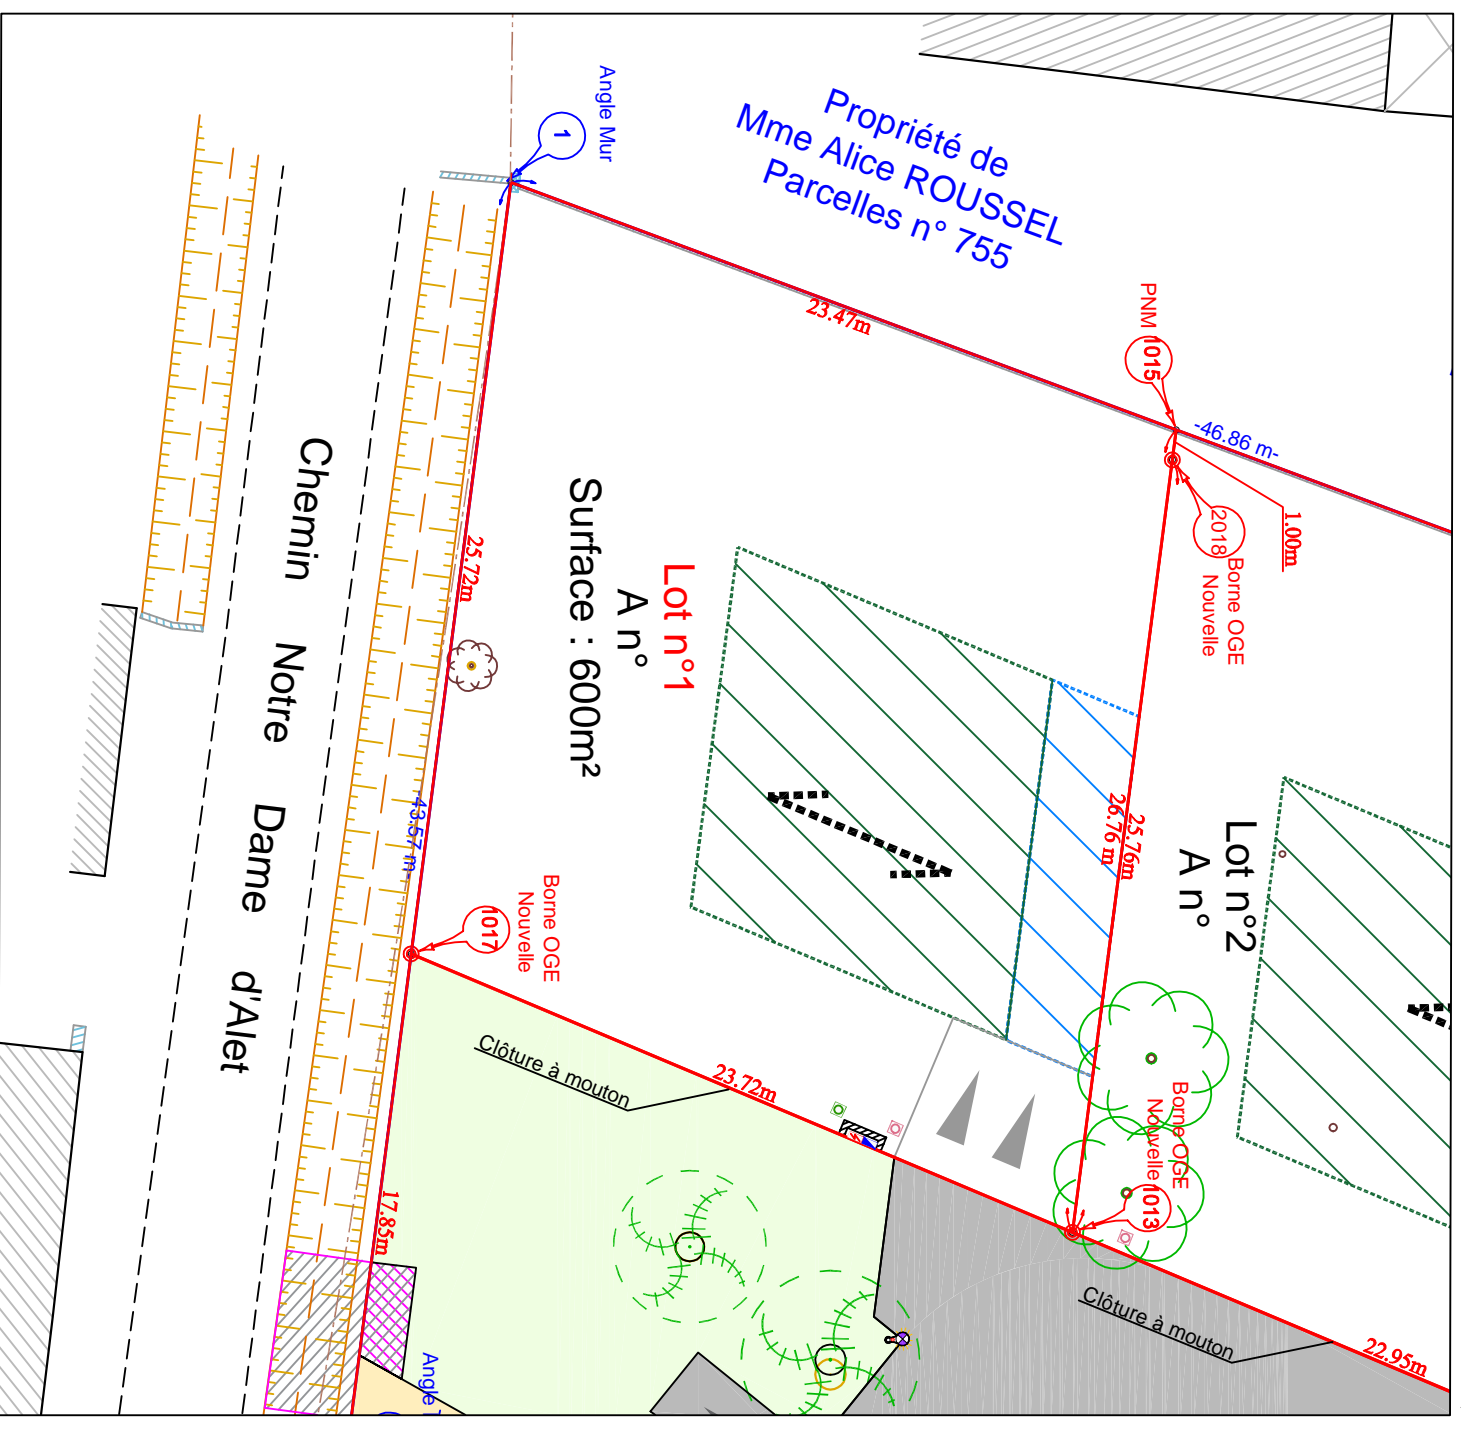 Propriété de
Mme Alice ROUSSEL
Parcelles n° 755
Angle Mur
1
23.47m
PNM
1015
-46.86 m-
1.00m
2018
Borne OGE
Nouvelle
Lot n°1
A n°
Surface : 600m²
25.72m
-43.57 m-
Chemin Notre Dame d'Alet
25.76m
26.76 m
Lot n°2
A n°
Borne OGE
Nouvelle
1017
Clôture à mouton
23.72m
Borne OGE
Nouvelle
1013
Clôture à mouton
22.95m
17.85m
Angle